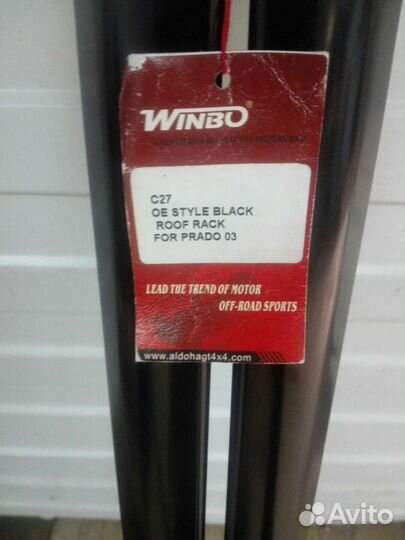 WINBO®
C27
OE STYLE BLACK
ROOF RACK
FOR PRADO 03
LEAD THE TREND OF MOTOR
OFF-ROAD SPORTS
www.aldohagt4x4.com
Avito